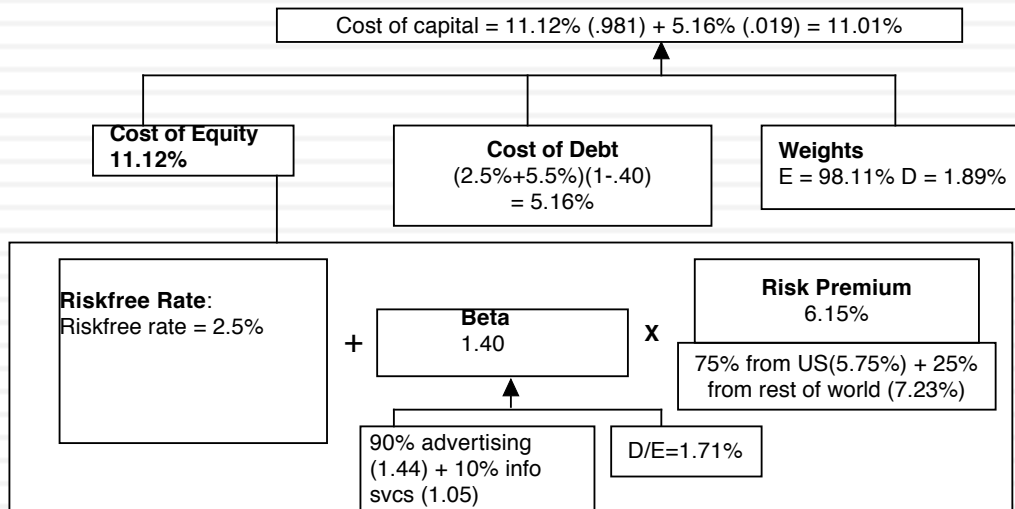 Cost of capital = 11.12% (.981) + 5.16% (.019) = 11.01%
Cost of Equity
11.12%
Cost of Debt
(2.5%+5.5%)(1-.40)
= 5.16%
Weights
E = 98.11% D = 1.89%
Riskfree Rate:
Riskfree rate = 2.5%
+
Beta
1.40
X
Risk Premium
6.15%
75% from US(5.75%) + 25%
from rest of world (7.23%)
90% advertising
(1.44) + 10% info
svcs (1.05)
D/E=1.71%